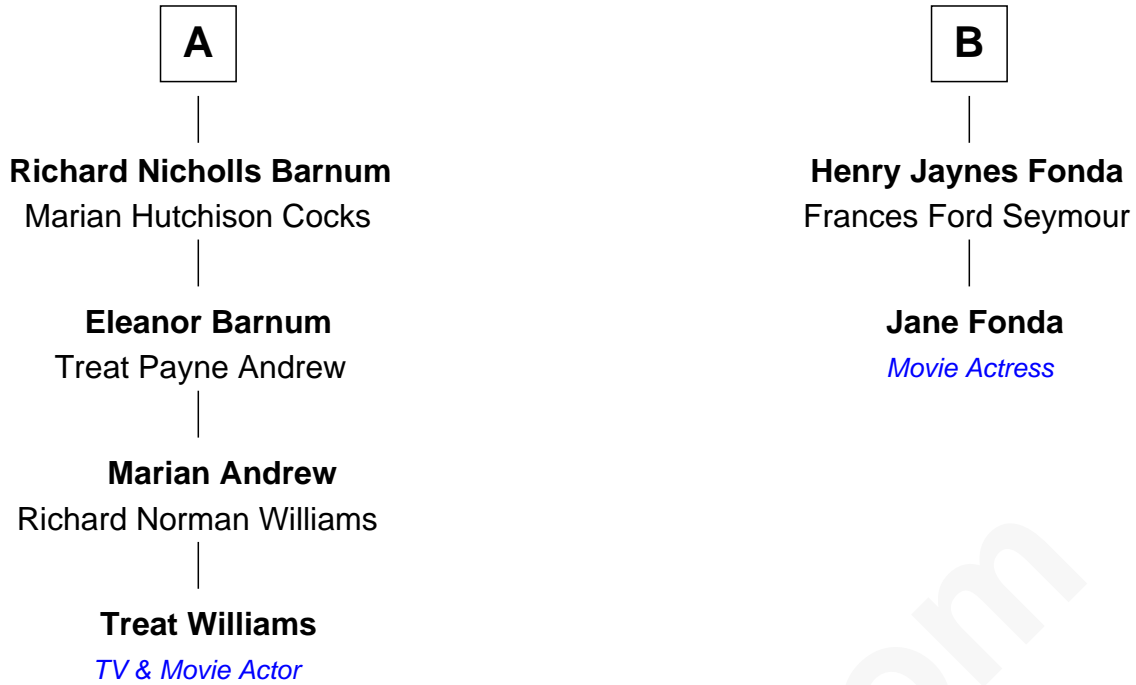 A
Richard Nicholls Barnum
Marian Hutchison Cocks
Eleanor Barnum
Treat Payne Andrew
Marian Andrew
Richard Norman Williams
Treat Williams
TV & Movie Actor
B
Henry Jaynes Fonda
Frances Ford Seymour
Jane Fonda
Movie Actress
om